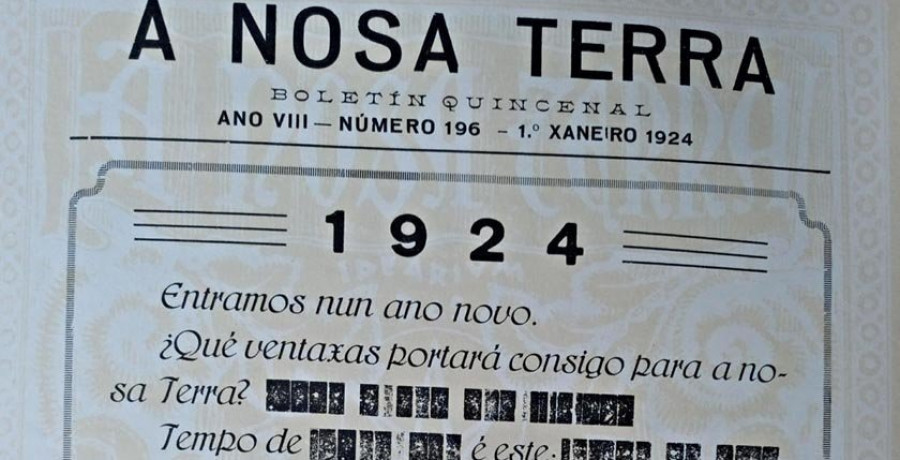 A NOSA TERRA
BOLETÍN QUINCENAL
ANO VIII — NÚMERO 196 - 1.º XANEIRO 1924
1924
Entramos nun ano novo.
¿Qué ventaxas portará consigo para a no-
sa Terra?
Tempo de é este.